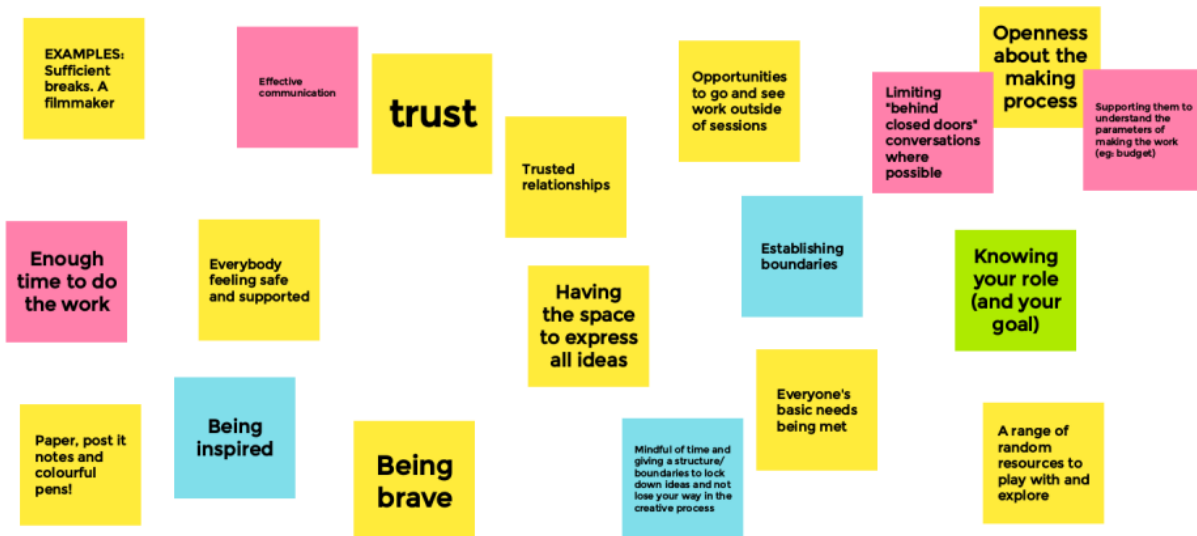 EXAMPLES:
Sufficient
breaks. A
filmmaker
Effective
communication
trust
Trusted
relationships
Opportunities
to go and see
work outside
of sessions
Openness
about the
making
process
Limiting
"behind
closed doors"
conversations
where
possible
Supporting them to
understand the
parameters of
making the work
(eg: budget)
Enough
time to do
the work
Everybody
feeling safe
and supported
Having
the space
to express
all ideas
Establishing
boundaries
Knowing
your role
(and your
goal)
Paper, post it
notes and
colourful
pens!
Being
inspired
Being
brave
Mindful of time and
giving a structure/
boundaries to lock
down ideas and not
lose your way in the
creative process
Everyone's
basic needs
being met
A range of
random
resources to
play with and
explore